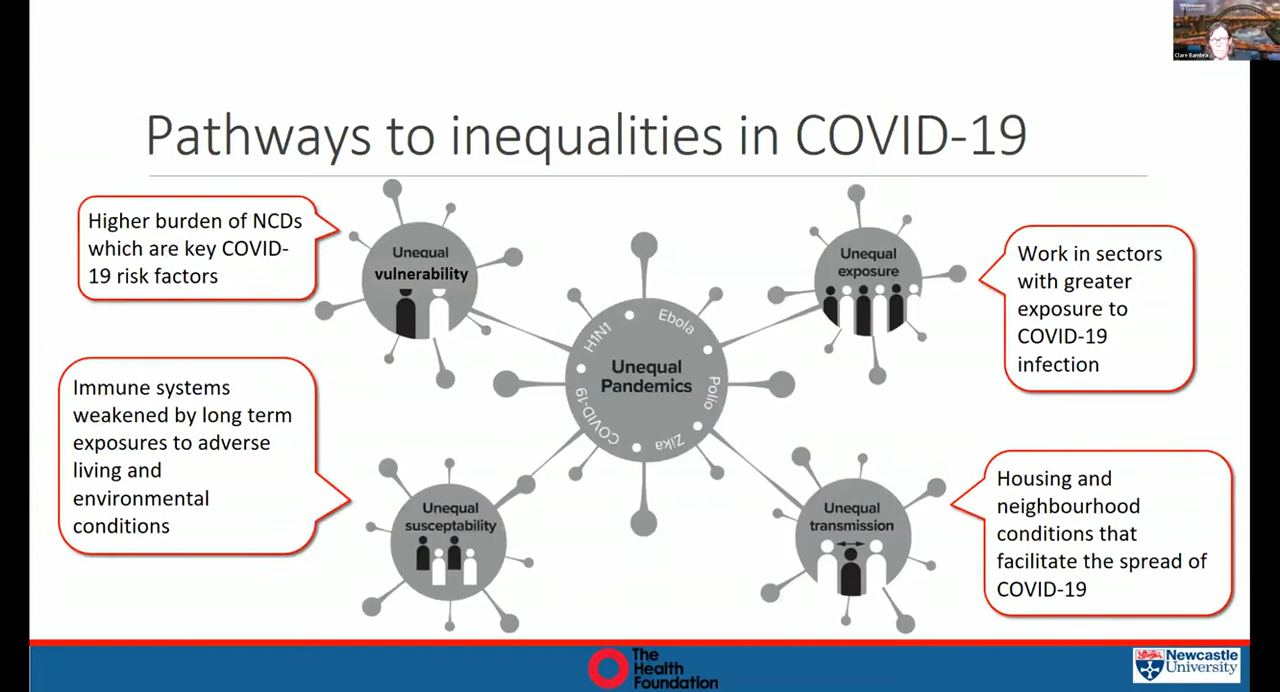 Clare Bambra
Pathways to inequalities in COVID-19
Higher burden of NCDs
which are key COVID-
19 risk factors
Unequal
vulnerability
Unequal
exposure
Work in sectors
with greater
exposure to
COVID-19
infection
Unequal
Pandemics
H1N1
Ebola
Polio
Zika
COVID-19
Immune systems
weakened by long term
exposures to adverse
living and
environmental
conditions
Unequal
susceptability
Unequal
transmission
Housing and
neighbourhood
conditions that
facilitate the spread of
COVID-19
The
Health
Foundation
Newcastle
University